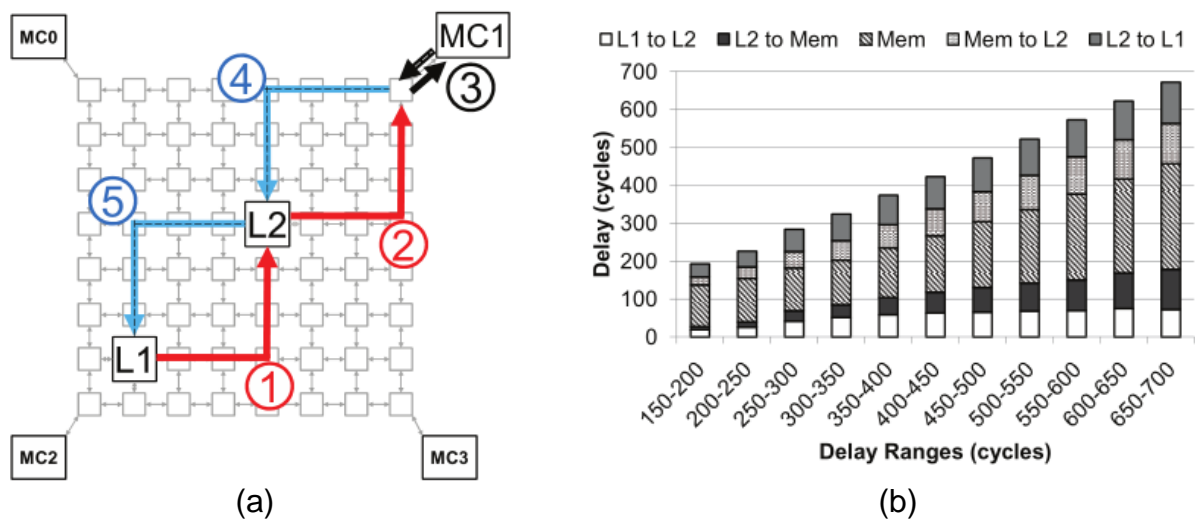 MC0
MC1
④
③
⑤
L2
②
L1
①
MC2
MC3
(a)
L1 to L2 L2 to Mem Mem Mem to L2 L2 to L1
700
600
500
400
300
200
100
0
Delay (cycles)
150-200 200-250 250-300 300-350 350-400 400-450 450-500 500-550 550-600 600-650 650-700
Delay Ranges (cycles)
(b)